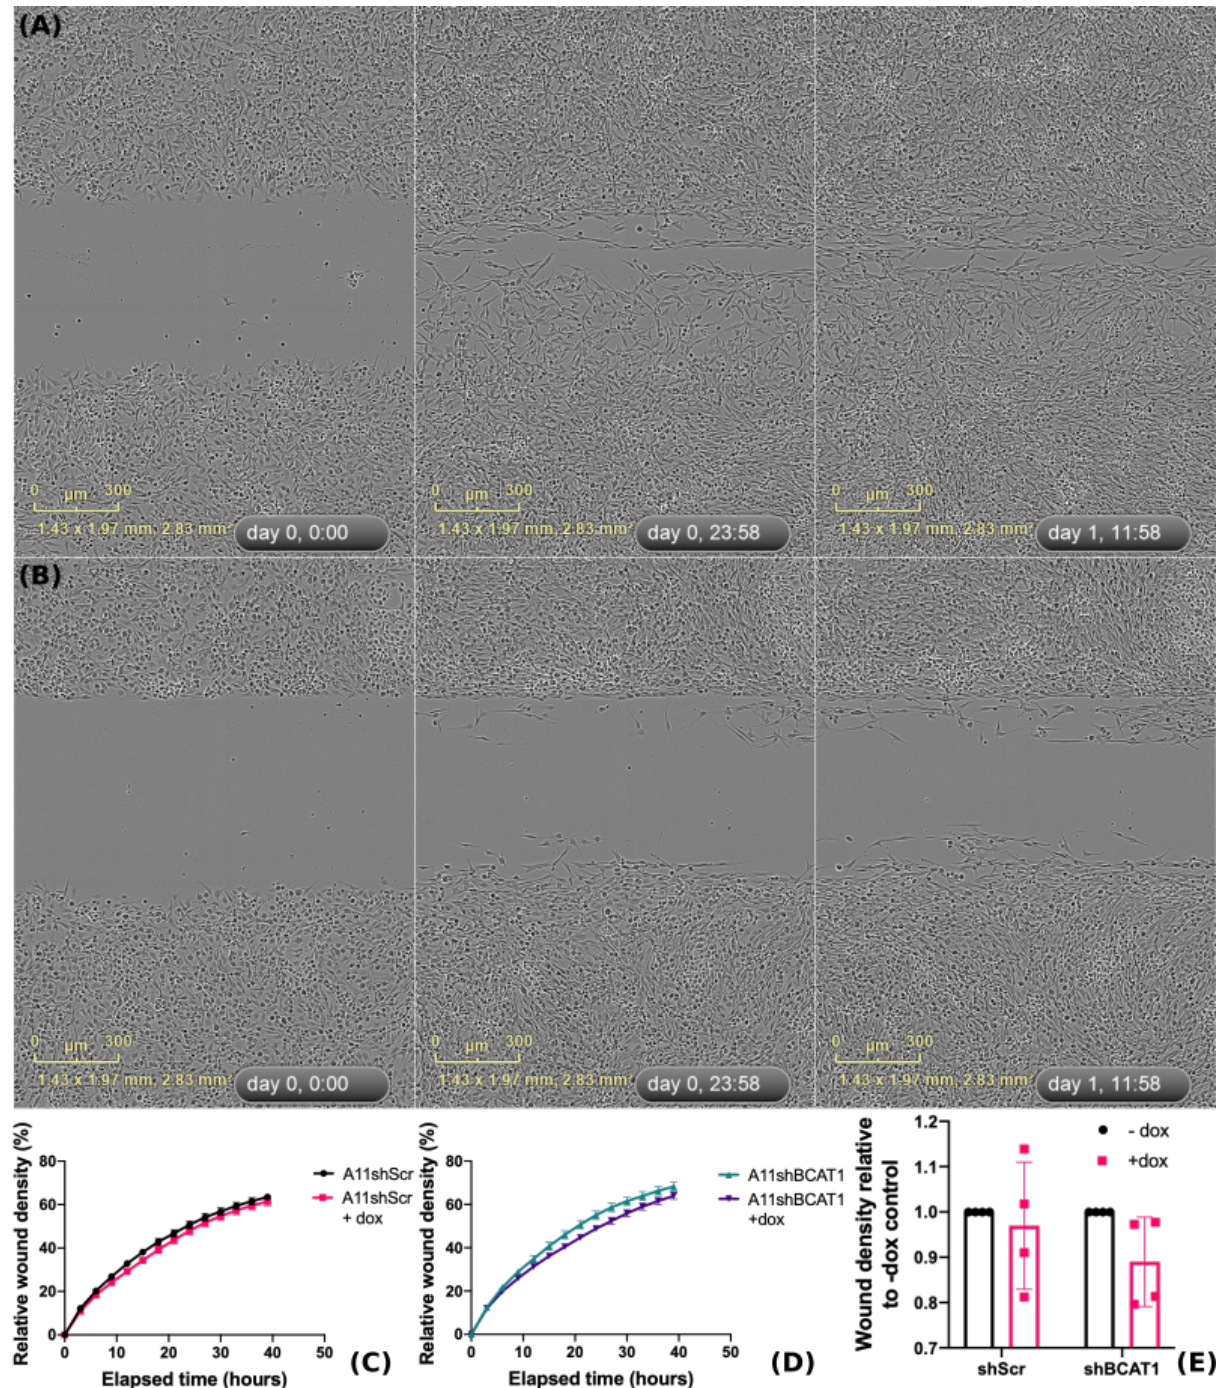 (A)
0 µm 300
1.43 x 1.97 mm, 2.83 mm²
day 0, 0:00
0 µm 300
1.43 x 1.97 mm, 2.83 mm²
day 0, 23:58
0 µm 300
1.43 x 1.97 mm, 2.83 mm²
day 1, 11:58
(B)
0 µm 300
1.43 x 1.97 mm, 2.83 mm²
day 0, 0:00
0 µm 300
1.43 x 1.97 mm, 2.83 mm²
day 0, 23:58
0 µm 300
1.43 x 1.97 mm, 2.83 mm²
day 1, 11:58
Relative wound density (%)
80
60
40
20
0
0 10 20 30 40 50
Elapsed time (hours)
A11shScr
A11shScr
+ dox
(C)
Relative wound density (%)
80
60
40
20
0
0 10 20 30 40 50
Elapsed time (hours)
A11shBCAT1
A11shBCAT1
+dox
(D)
Wound density relative
to -dox control
1.2
1.1
1.0
0.9
0.8
0.7
shScr shBCAT1
- dox
+dox
(E)